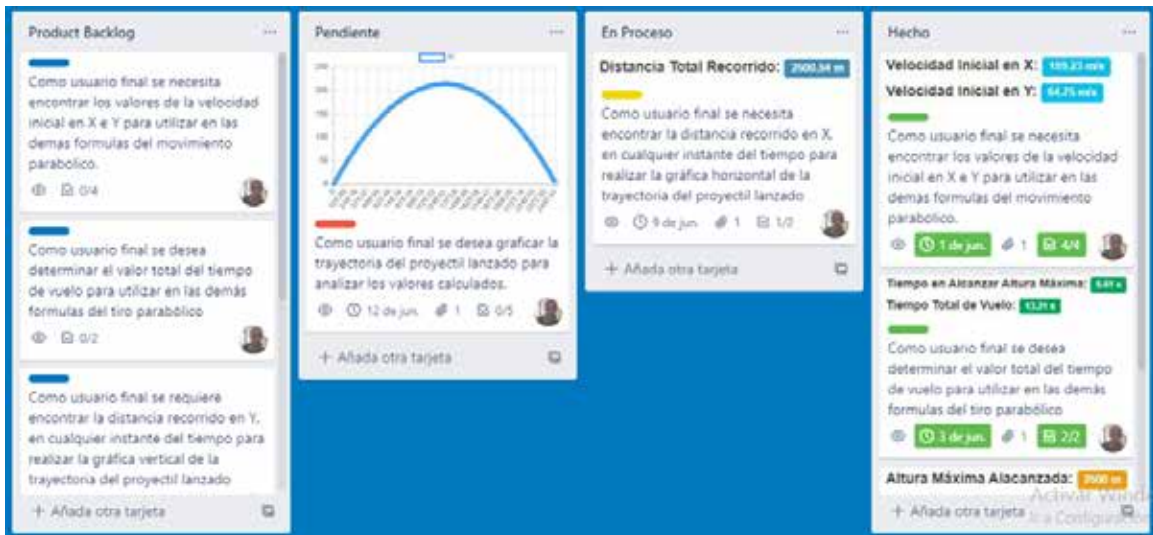 Product Backlog
Como usuario final se necesita
encontrar los valores de la velocidad
inicial en X e Y para utilizar en las
demas formulas del movimiento
parabolico.
0/4
Como usuario final se desea
determinar el valor total del tiempo
de vuelo para utilizar en las demás
formulas del tiro parabólico
0/2
Como usuario final se requiere
encontrar la distancia recorrido en Y,
en cualquier instante del tiempo para
realizar la gráfica vertical de la
trayectoria del proyectil lanzado
+ Añada otra tarjeta
Pendiente
Como usuario final se desea graficar la
trayectoria del proyectil lanzado para
analizar los valores calculados.
12 de jun. 1 0/5
+ Añada otra tarjeta
En Proceso
Distancia Total Recorrido:
Como usuario final se necesita
encontrar la distancia recorrido en X,
en cualquier instante del tiempo para
realizar la gráfica horizontal de la
trayectoria del proyectil lanzado
9 de jun. 1 1/2
+ Añada otra tarjeta
Hecho
Velocidad Inicial en X:
Velocidad Inicial en Y:
Como usuario final se necesita
encontrar los valores de la velocidad
inicial en X e Y para utilizar en las
demas formulas del movimiento
parabolico.
1 de jun. 1 4/4
Tiempo en Alcanzar Altura Máxima:
Tiempo Total de Vuelo:
Como usuario final se desea
determinar el valor total del tiempo
de vuelo para utilizar en las demás
formulas del tiro parabólico
3 de jun. 1 2/2
Altura Máxima Alacanzada:
+ Añada otra tarjeta